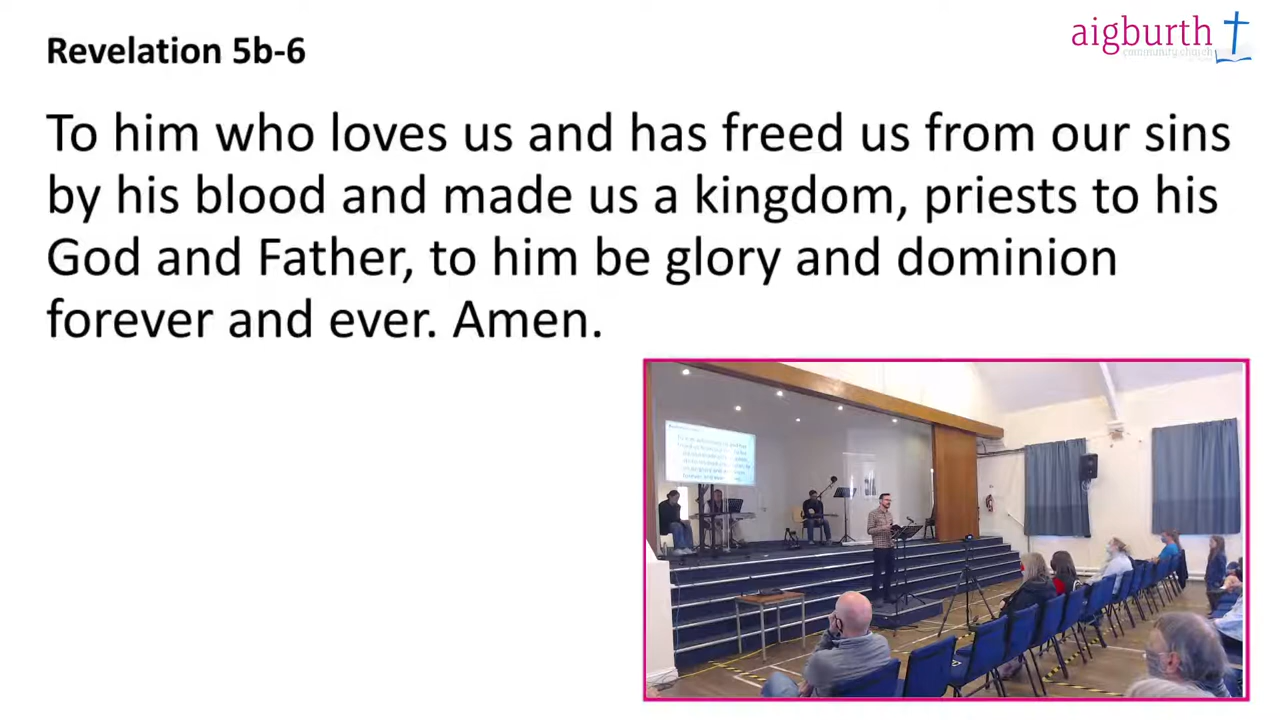 Revelation 5b-6
aigburth
community church
To him who loves us and has freed us from our sins
by his blood and made us a kingdom, priests to his
God and Father, to him be glory and dominion
forever and ever. Amen.